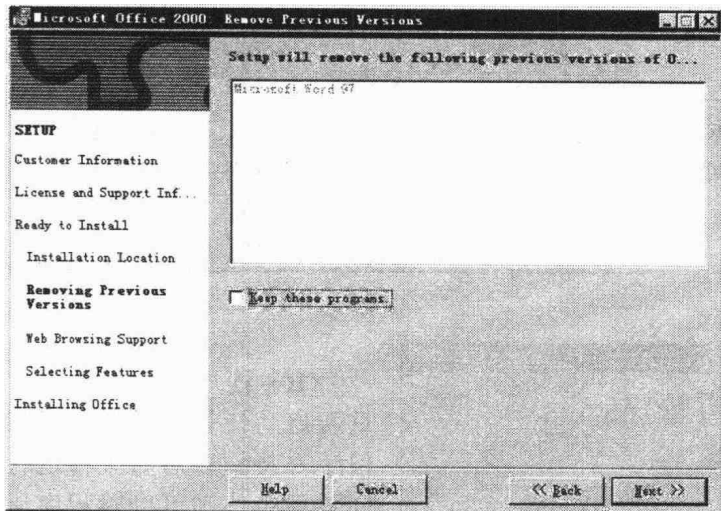 Microsoft Office 2000: Remove Previous Versions
Setup will remove the following previous versions of O...
Microsoft Word 97
SETUP
Customer Information
License and Support Inf...
Ready to Install
Installation Location
Removing Previous
Versions
Web Browsing Support
Selecting Features
Installing Office
Keep these programs.
Help
Cancel
<< Back
Next >>